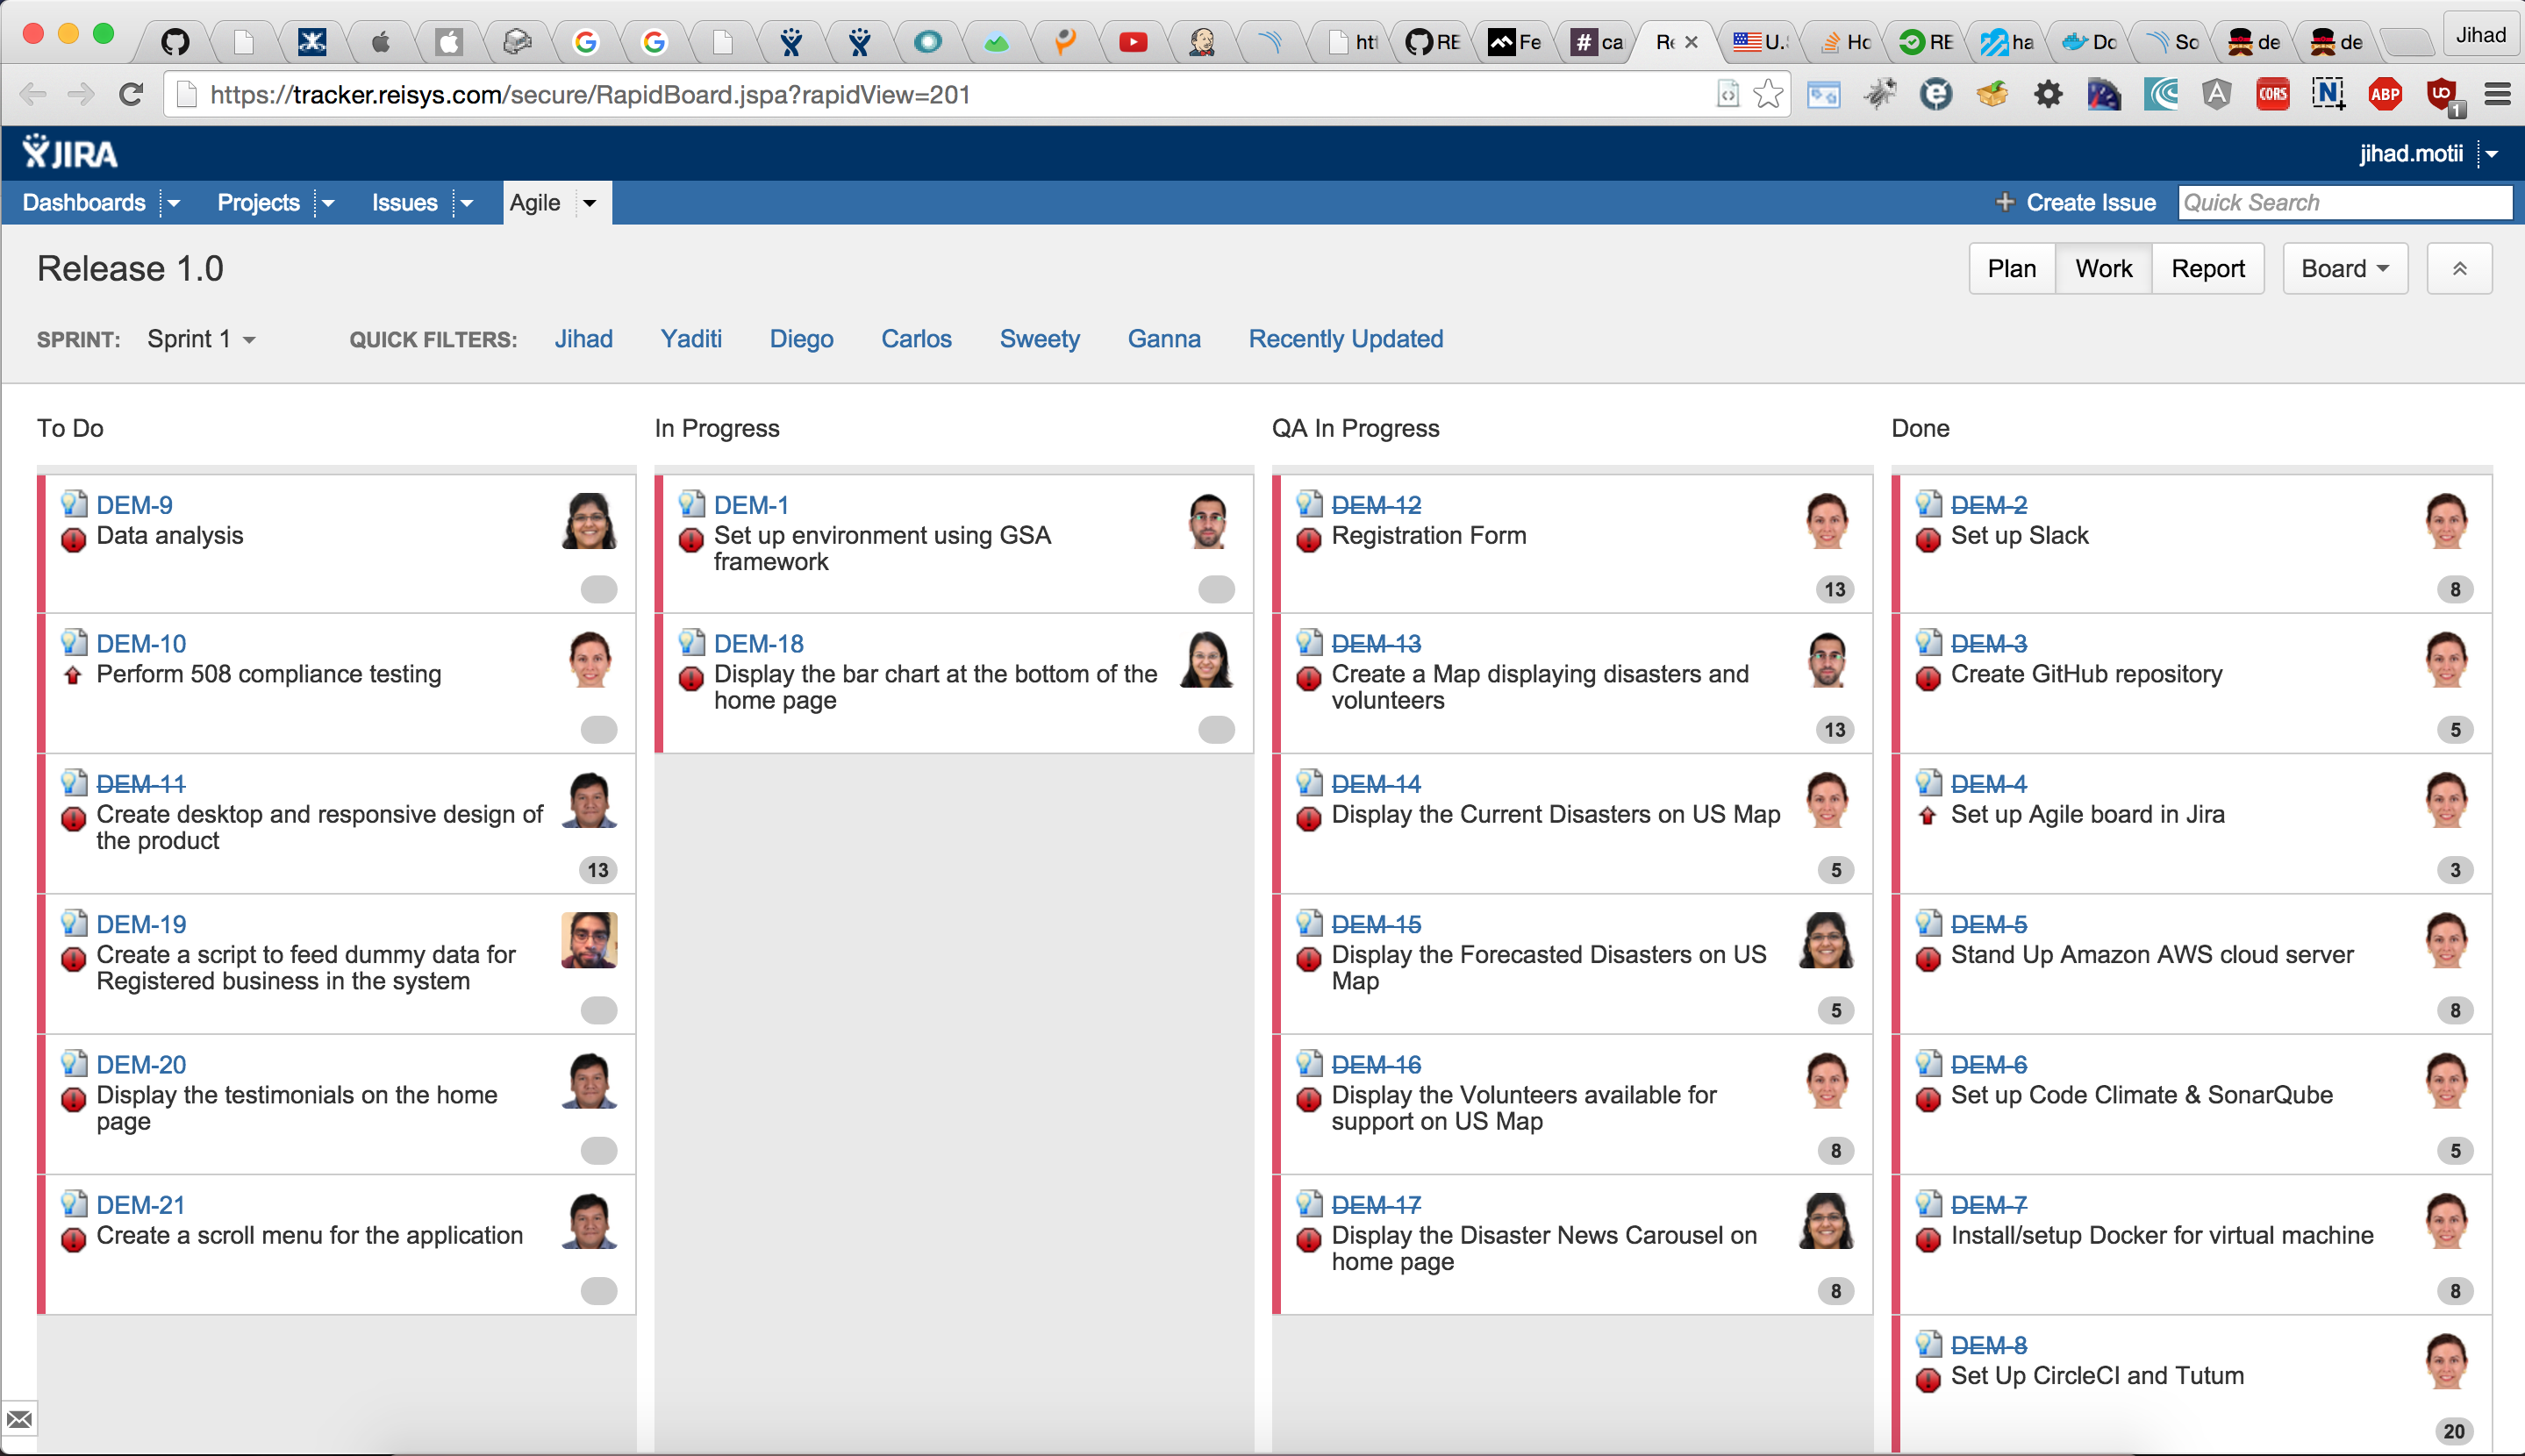 htt
RE
Fe
ca
Re
U.
Ho
RE
ha
Do
So
de
de
Jihad
https://tracker.reisys.com/secure/RapidBoard.jspa?rapidView=201
CORS
N
ABP
1
JIRA
jihad.motii
Dashboards
Projects
Issues
Agile
Create Issue
Quick Search
Release 1.0
Plan
Work
Report
Board
SPRINT:
Sprint 1
QUICK FILTERS:
Jihad
Yaditi
Diego
Carlos
Sweety
Ganna
Recently Updated
To Do
DEM-9
Data analysis
DEM-10
Perform 508 compliance testing
DEM-11
Create desktop and responsive design of
the product
13
DEM-19
Create a script to feed dummy data for
Registered business in the system
DEM-20
Display the testimonials on the home
page
DEM-21
Create a scroll menu for the application
In Progress
DEM-1
Set up environment using GSA
framework
DEM-18
Display the bar chart at the bottom of the
home page
QA In Progress
DEM-12
Registration Form
13
DEM-13
Create a Map displaying disasters and
volunteers
13
DEM-14
Display the Current Disasters on US Map
5
DEM-15
Display the Forecasted Disasters on US
Map
5
DEM-16
Display the Volunteers available for
support on US Map
8
DEM-17
Display the Disaster News Carousel on
home page
8
Done
DEM-2
Set up Slack
8
DEM-3
Create GitHub repository
5
DEM-4
Set up Agile board in Jira
3
DEM-5
Stand Up Amazon AWS cloud server
8
DEM-6
Set up Code Climate & SonarQube
5
DEM-7
Install/setup Docker for virtual machine
8
DEM-8
Set Up CircleCI and Tutum
20